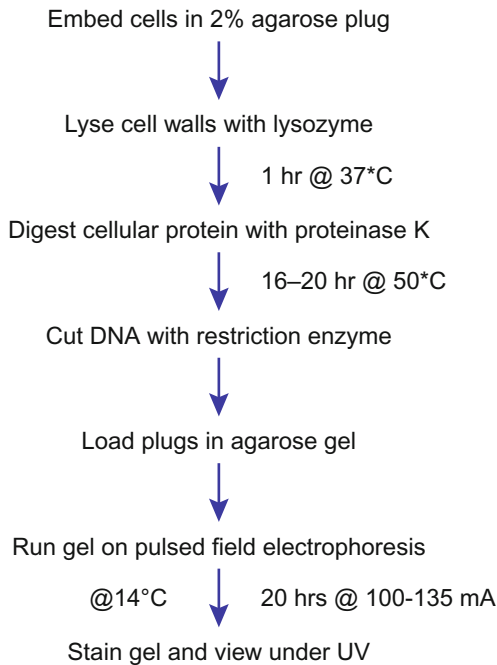 Embed cells in 2% agarose plug
Lyse cell walls with lysozyme
1 hr @ 37*C
Digest cellular protein with proteinase K
16–20 hr @ 50*C
Cut DNA with restriction enzyme
Load plugs in agarose gel
Run gel on pulsed field electrophoresis
@14°C 20 hrs @ 100-135 mA
Stain gel and view under UV